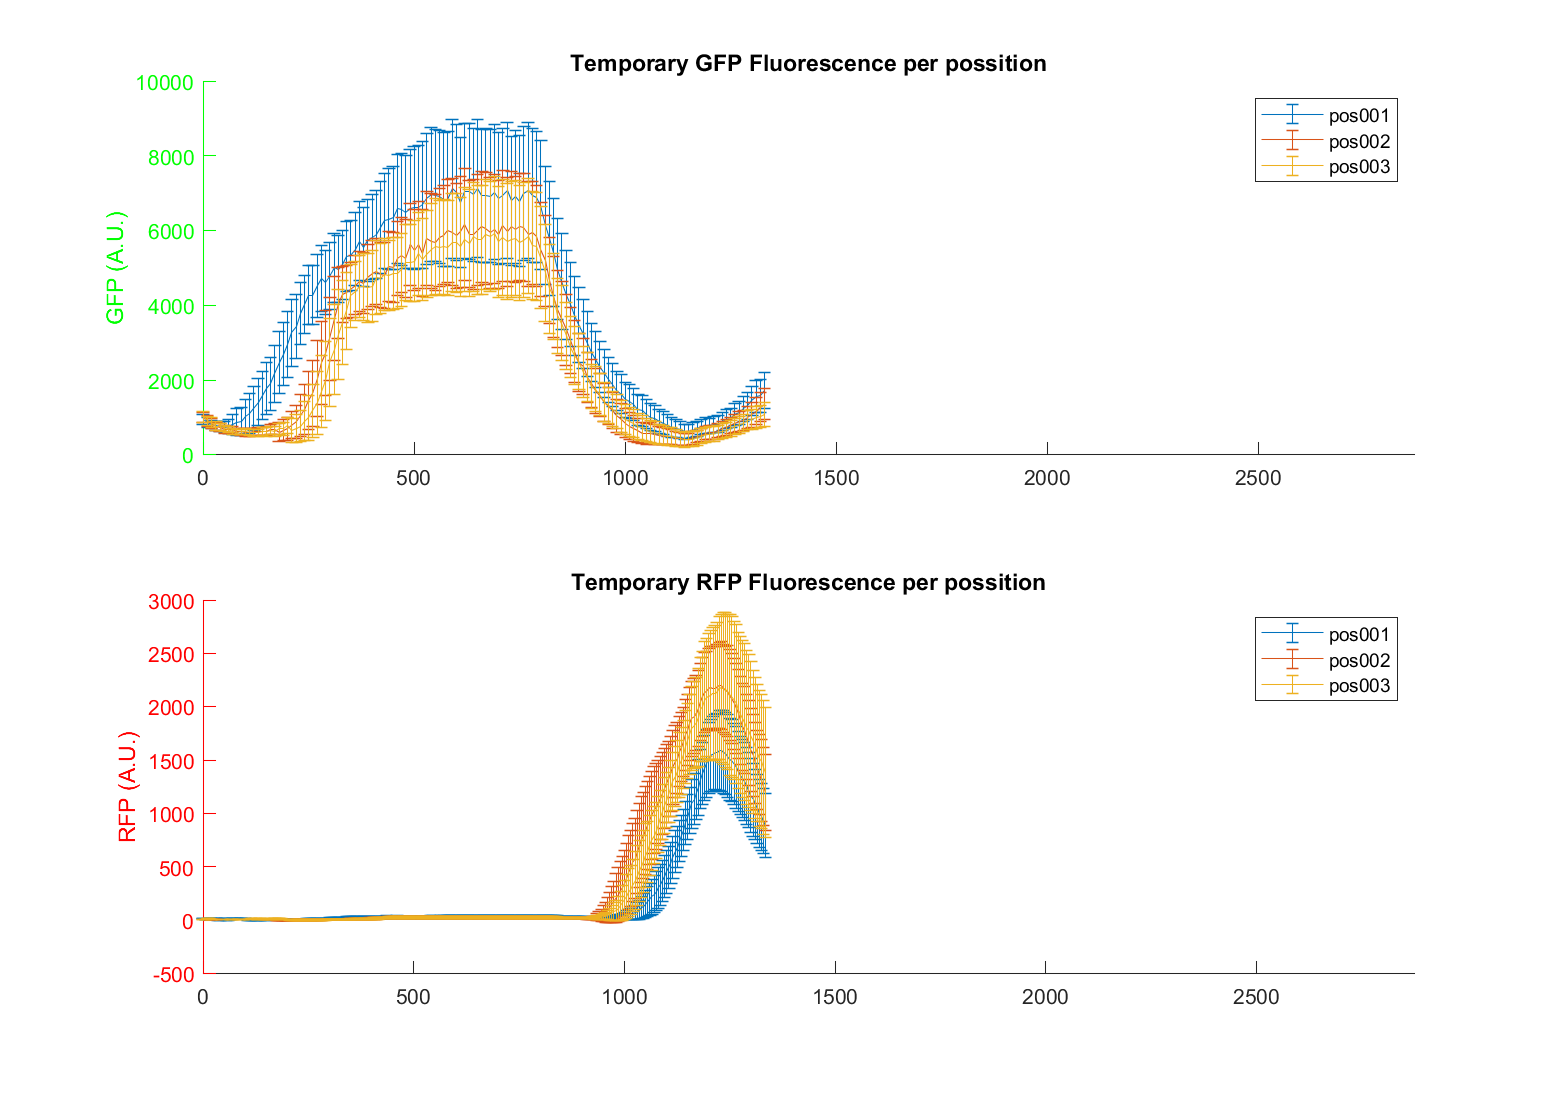 Temporary GFP Fluorescence per possition
10000
8000
6000
4000
2000
0
GFP (A.U.)
pos001
pos002
pos003
0 500 1000 1500 2000 2500
Temporary RFP Fluorescence per possition
3000
2500
2000
1500
1000
500
0
-500
RFP (A.U.)
pos001
pos002
pos003
0 500 1000 1500 2000 2500